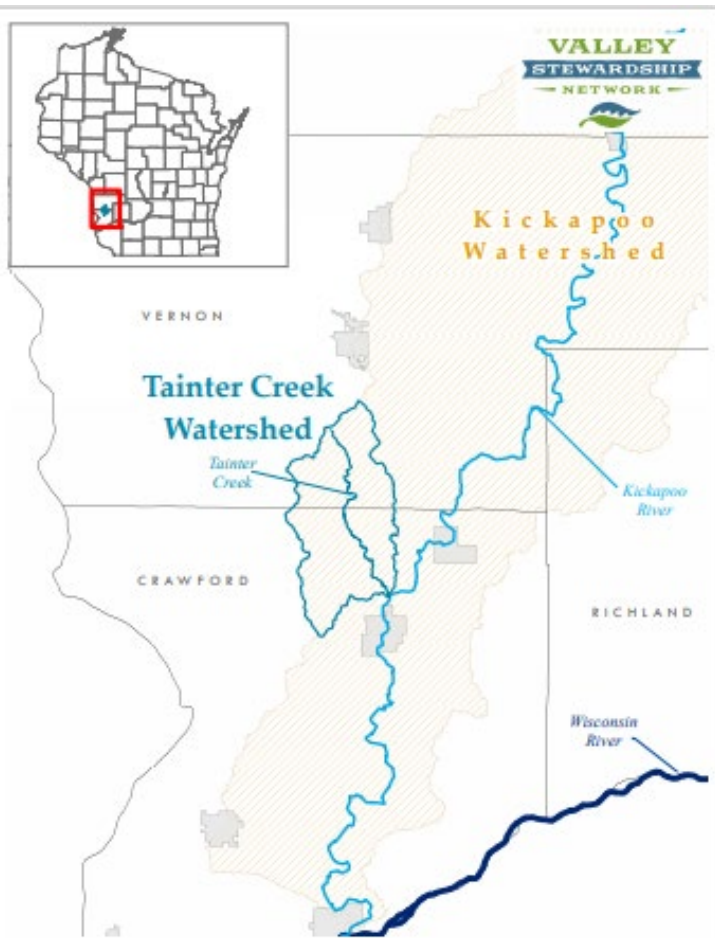 VALLEY
STEWARDSHIP
NETWORK
Kickapoo
Watershed
VERNON
Tainter Creek
Watershed
Tainter
Creek
Kickapoo
River
CRAWFORD
RICHLAND
Wisconsin
River